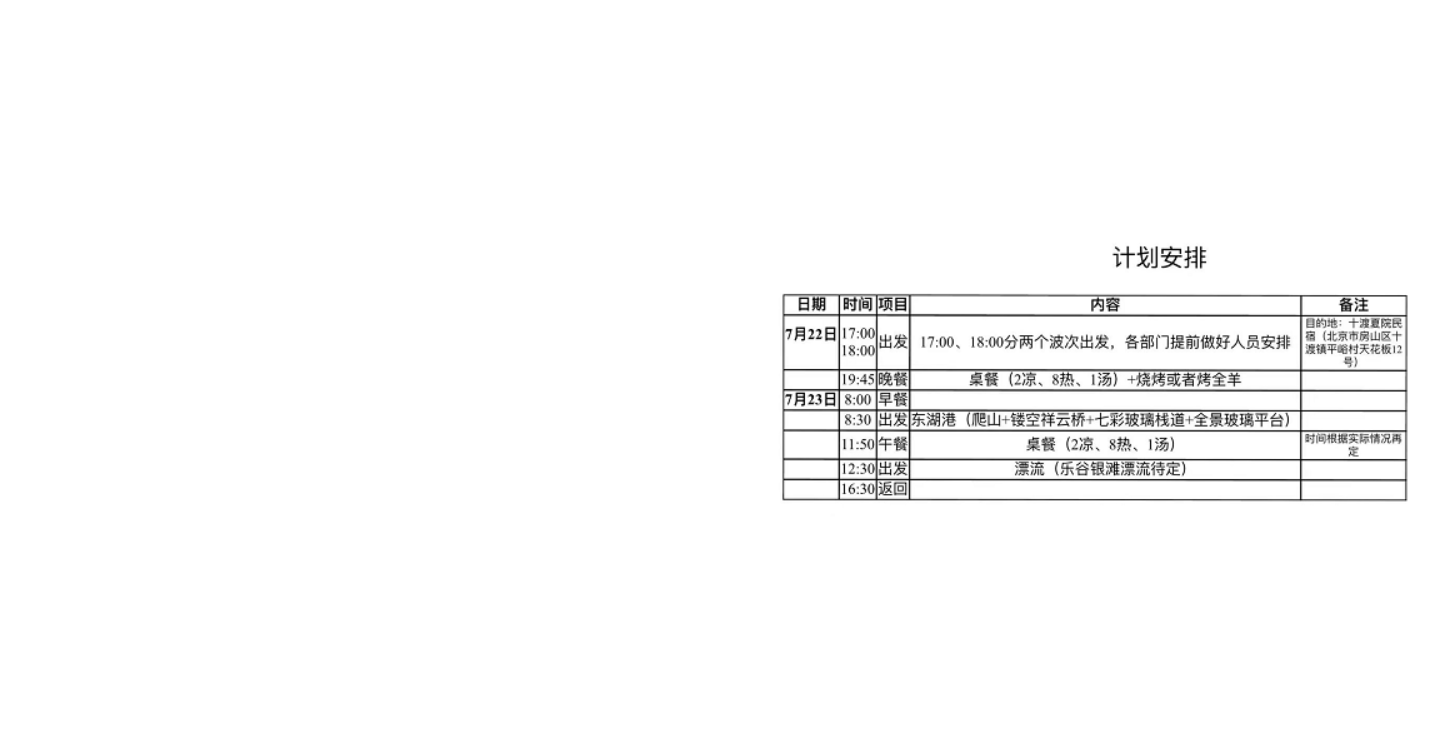 计划安排
日期 时间 项目 内容 备注
7月22日 17:00 18:00 出发 17:00、18:00分两个波次出发，各部门提前做好人员安排 目的地：十渡夏院民宿（北京市房山区十渡镇平峪村天花板12号）
19:45 晚餐 桌餐（2凉、8热、1汤）+烧烤或者烤全羊
7月23日 8:00 早餐
8:30 出发 东湖港（爬山+镂空祥云桥+七彩玻璃栈道+全景玻璃平台）
11:50 午餐 桌餐（2凉、8热、1汤） 时间根据实际情况再定
12:30 出发 漂流（乐谷银滩漂流待定）
16:30 返回